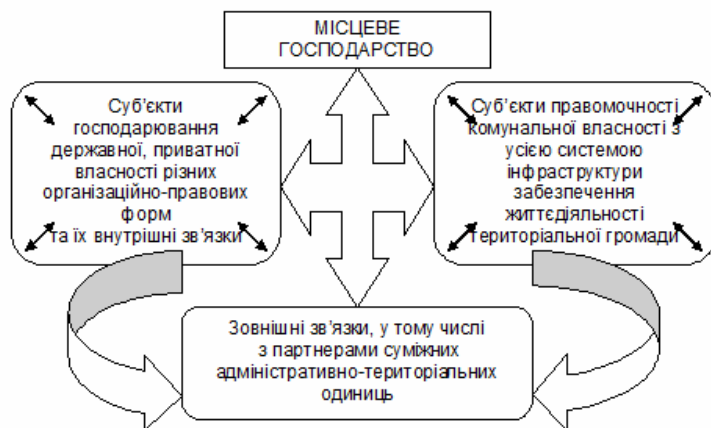 МІСЦЕВЕ
ГОСПОДАРСТВО
Суб’єкти
господарювання
державної, приватної
власності різних
організаційно-правових
форм
та їх внутрішні зв’язки
Суб’єкти правомочності
комунальної власності з
усією системою
інфраструктури
забезпечення
життєдіяльності
територіальної громади
Зовнішні зв’язки, у тому числі
з партнерами суміжних
адміністративно-територіальних
одиниць